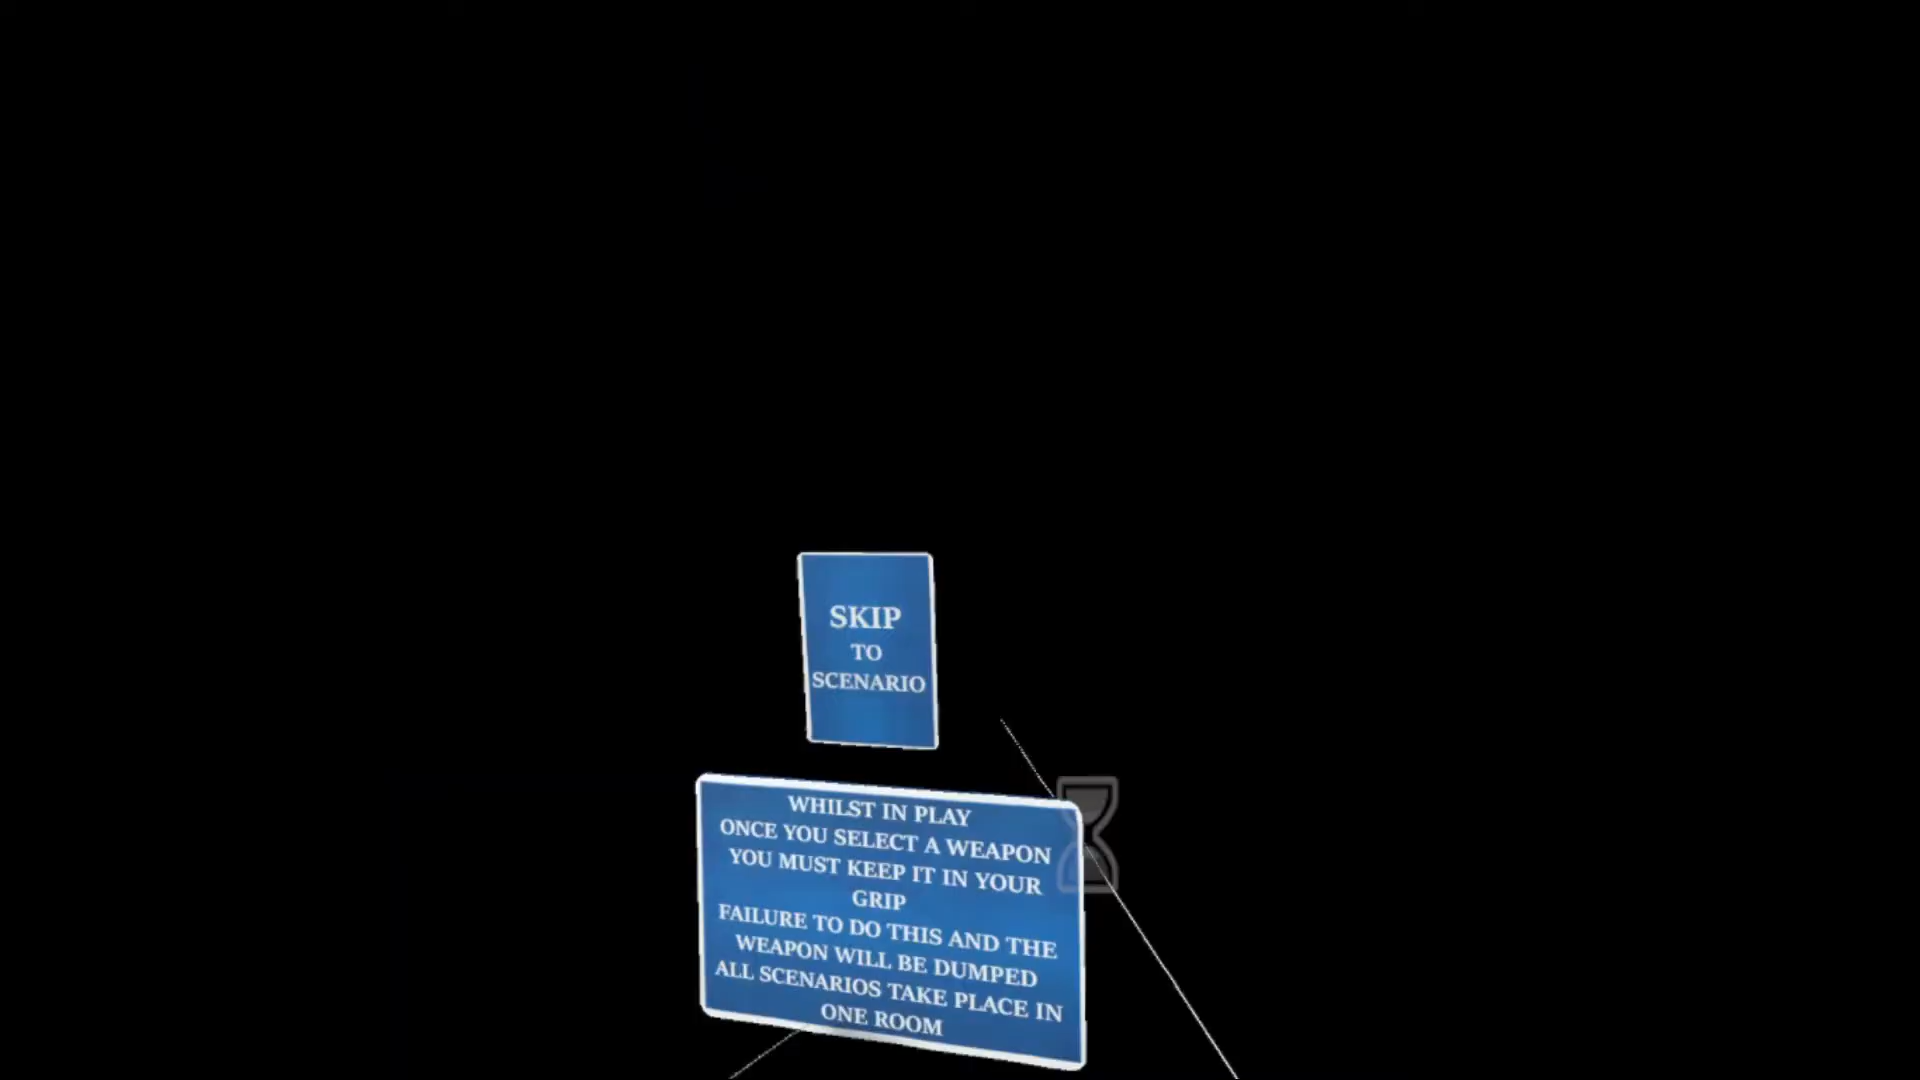 SKIP
TO
SCENARIO
WHILST IN PLAY
ONCE YOU SELECT A WEAPON
YOU MUST KEEP IT IN YOUR
GRIP
FAILURE TO DO THIS AND THE
WEAPON WILL BE DUMPED
ALL SCENARIOS TAKE PLACE IN
ONE ROOM